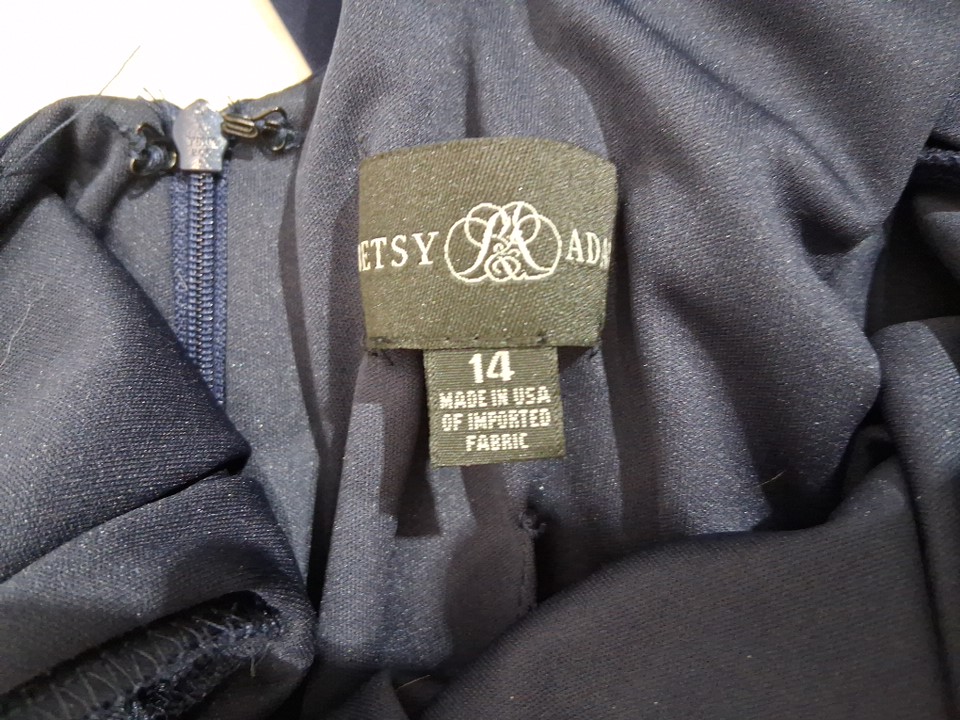 ETSY B&A ADA
14
MADE IN USA
OF IMPORTED
FABRIC